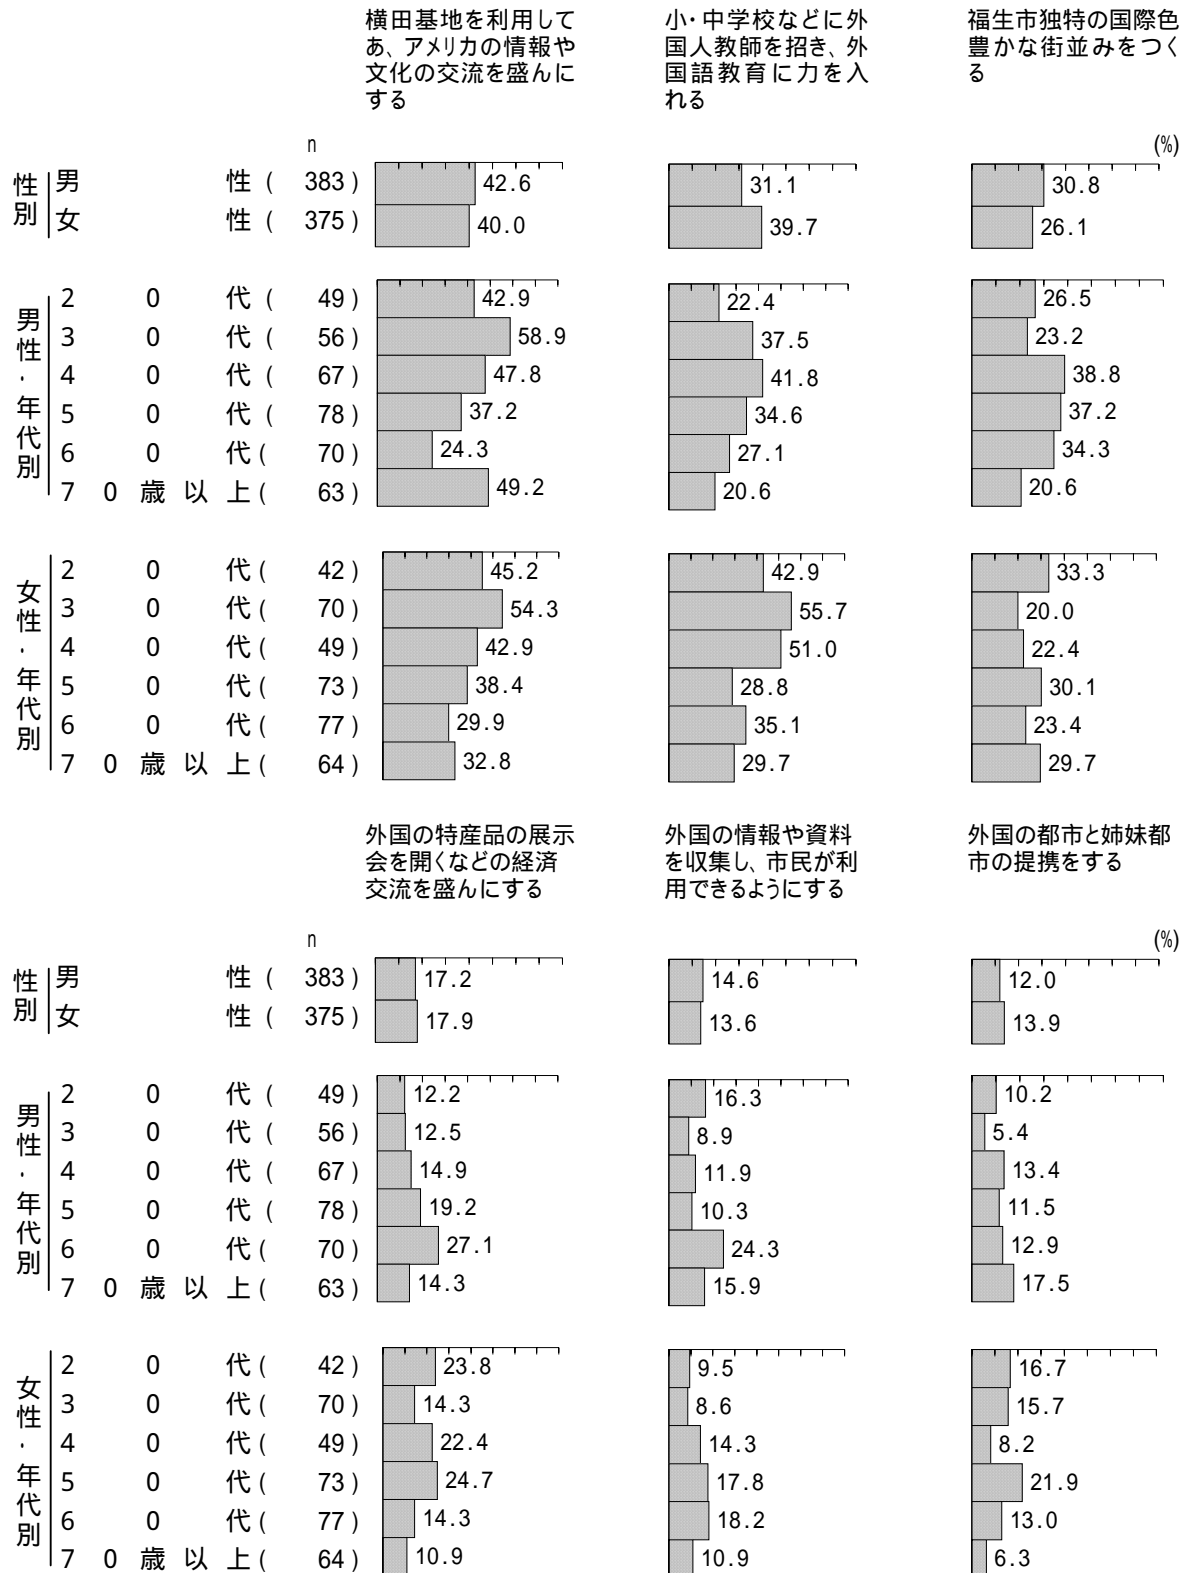 横田基地を利用して
あ、アメリカの情報や
文化の交流を盛んに
する
小・中学校などに外
国人教師を招き、外
国語教育に力を入
れる
福生市独特の国際色
豊かな街並みをつく
る
n
(%)
性別
男性(383) 42.6 31.1 30.8
女性(375) 40.0 39.7 26.1
男性・年代別
20代(49) 42.9 22.4 26.5
30代(56) 58.9 37.5 23.2
40代(67) 47.8 41.8 38.8
50代(78) 37.2 34.6 37.2
60代(70) 24.3 27.1 34.3
70歳以上(63) 49.2 20.6 20.6
女性・年代別
20代(42) 45.2 42.9 33.3
30代(70) 54.3 55.7 20.0
40代(49) 42.9 51.0 22.4
50代(73) 38.4 28.8 30.1
60代(77) 29.9 35.1 23.4
70歳以上(64) 32.8 29.7 29.7
外国の特産品の展示
会を開くなどの経済
交流を盛んにする
外国の情報や資料
を収集し、市民が利
用できるようにする
外国の都市と姉妹都
市の提携をする
n
(%)
性別
男性(383) 17.2 14.6 12.0
女性(375) 17.9 13.6 13.9
男性・年代別
20代(49) 12.2 16.3 10.2
30代(56) 12.5 8.9 5.4
40代(67) 14.9 11.9 13.4
50代(78) 19.2 10.3 11.5
60代(70) 27.1 24.3 12.9
70歳以上(63) 14.3 15.9 17.5
女性・年代別
20代(42) 23.8 9.5 16.7
30代(70) 14.3 8.6 15.7
40代(49) 22.4 14.3 8.2
50代(73) 24.7 17.8 21.9
60代(77) 14.3 18.2 13.0
70歳以上(64) 10.9 10.9 6.3